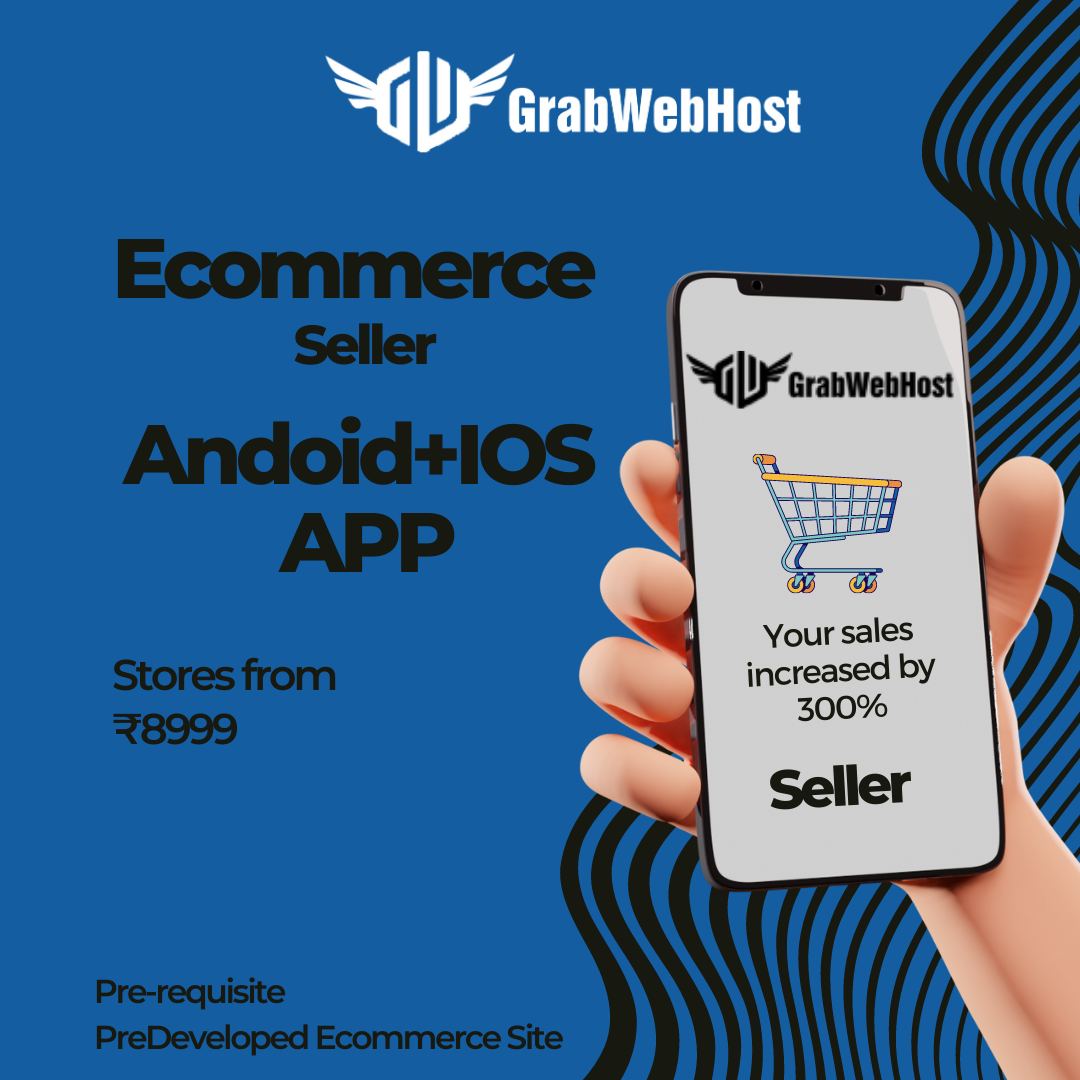 GrabWebHost
Ecommerce
Seller
Andoid+IOS
APP
Stores from
₹8999
GrabWebHost
Your sales
increased by
300%
Seller
Pre-requisite
PreDeveloped Ecommerce Site